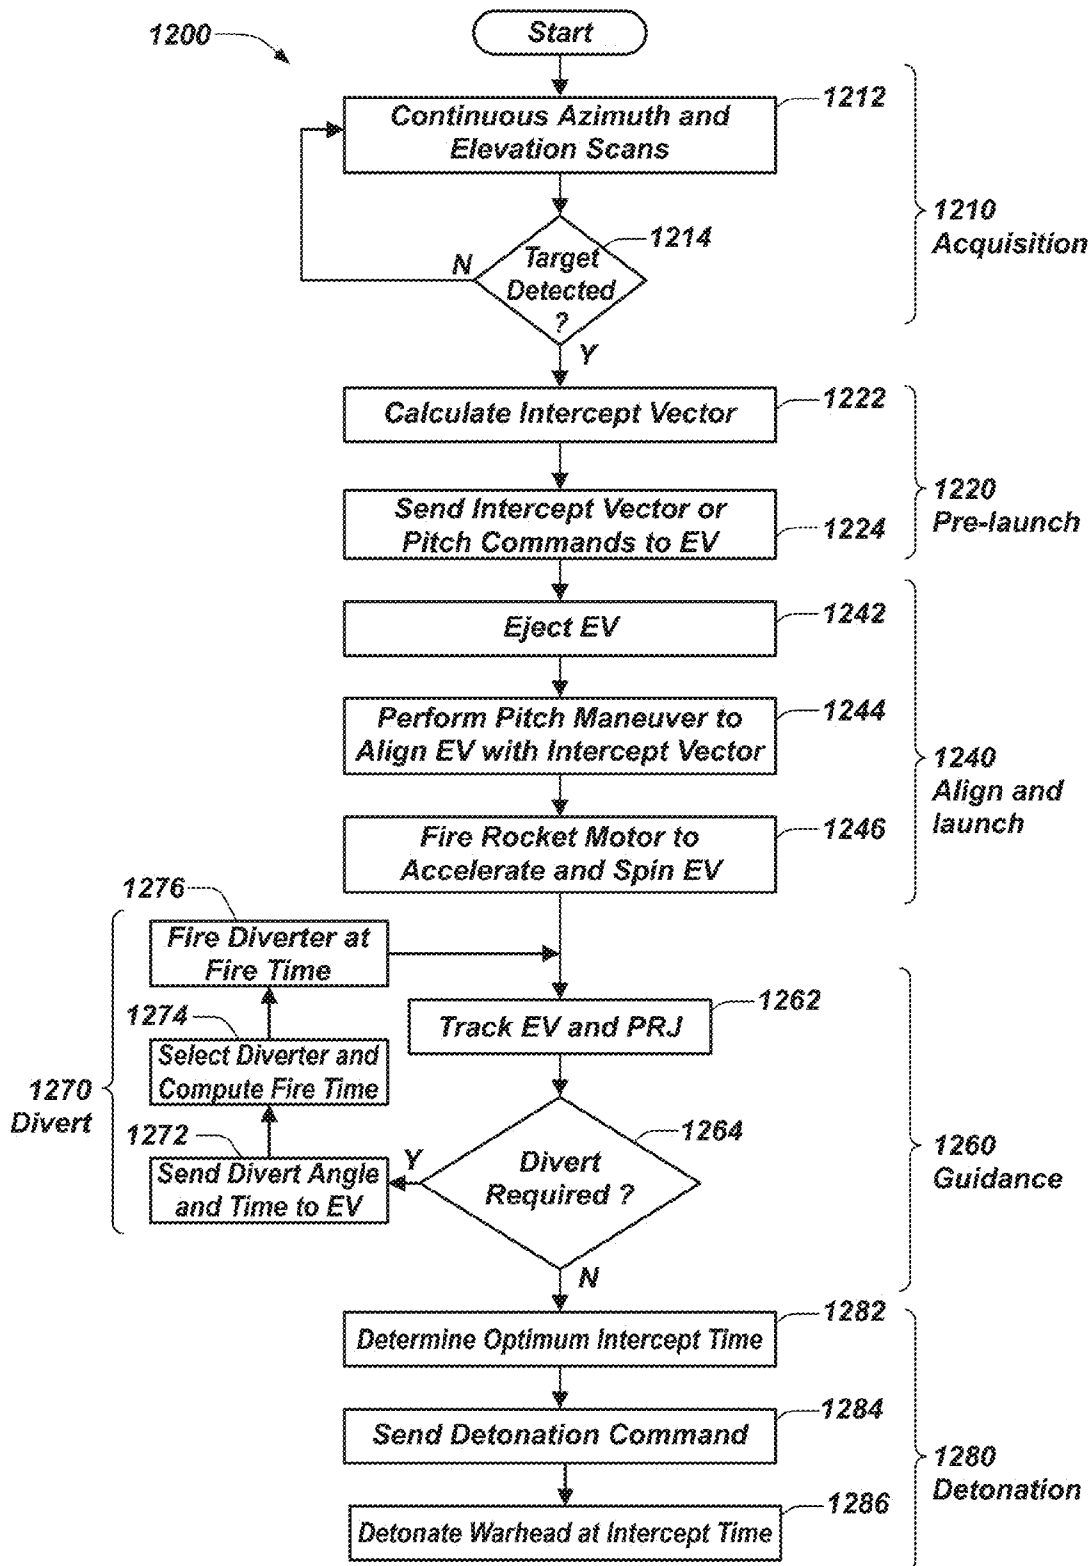 1200
Start
1212
Continuous Azimuth and
Elevation Scans
1210
Acquisition
1214
Target
Detected
?
N
Y
1222
Calculate Intercept Vector
1220
Pre-launch
Send Intercept Vector or
Pitch Commands to EV
1224
1242
Eject EV
1244
Perform Pitch Maneuver to
Align EV with Intercept Vector
1240
Align and
launch
1246
Fire Rocket Motor to
Accelerate and Spin EV
1276
Fire Diverter at
Fire Time
1262
Track EV and PRJ
1274
Select Diverter and
Compute Fire Time
1270
Divert
1272
Send Divert Angle
and Time to EV
Y
1264
Divert
Required ?
1260
Guidance
N
1282
Determine Optimum Intercept Time
1284
Send Detonation Command
1280
Detonation
1286
Detonate Warhead at Intercept Time